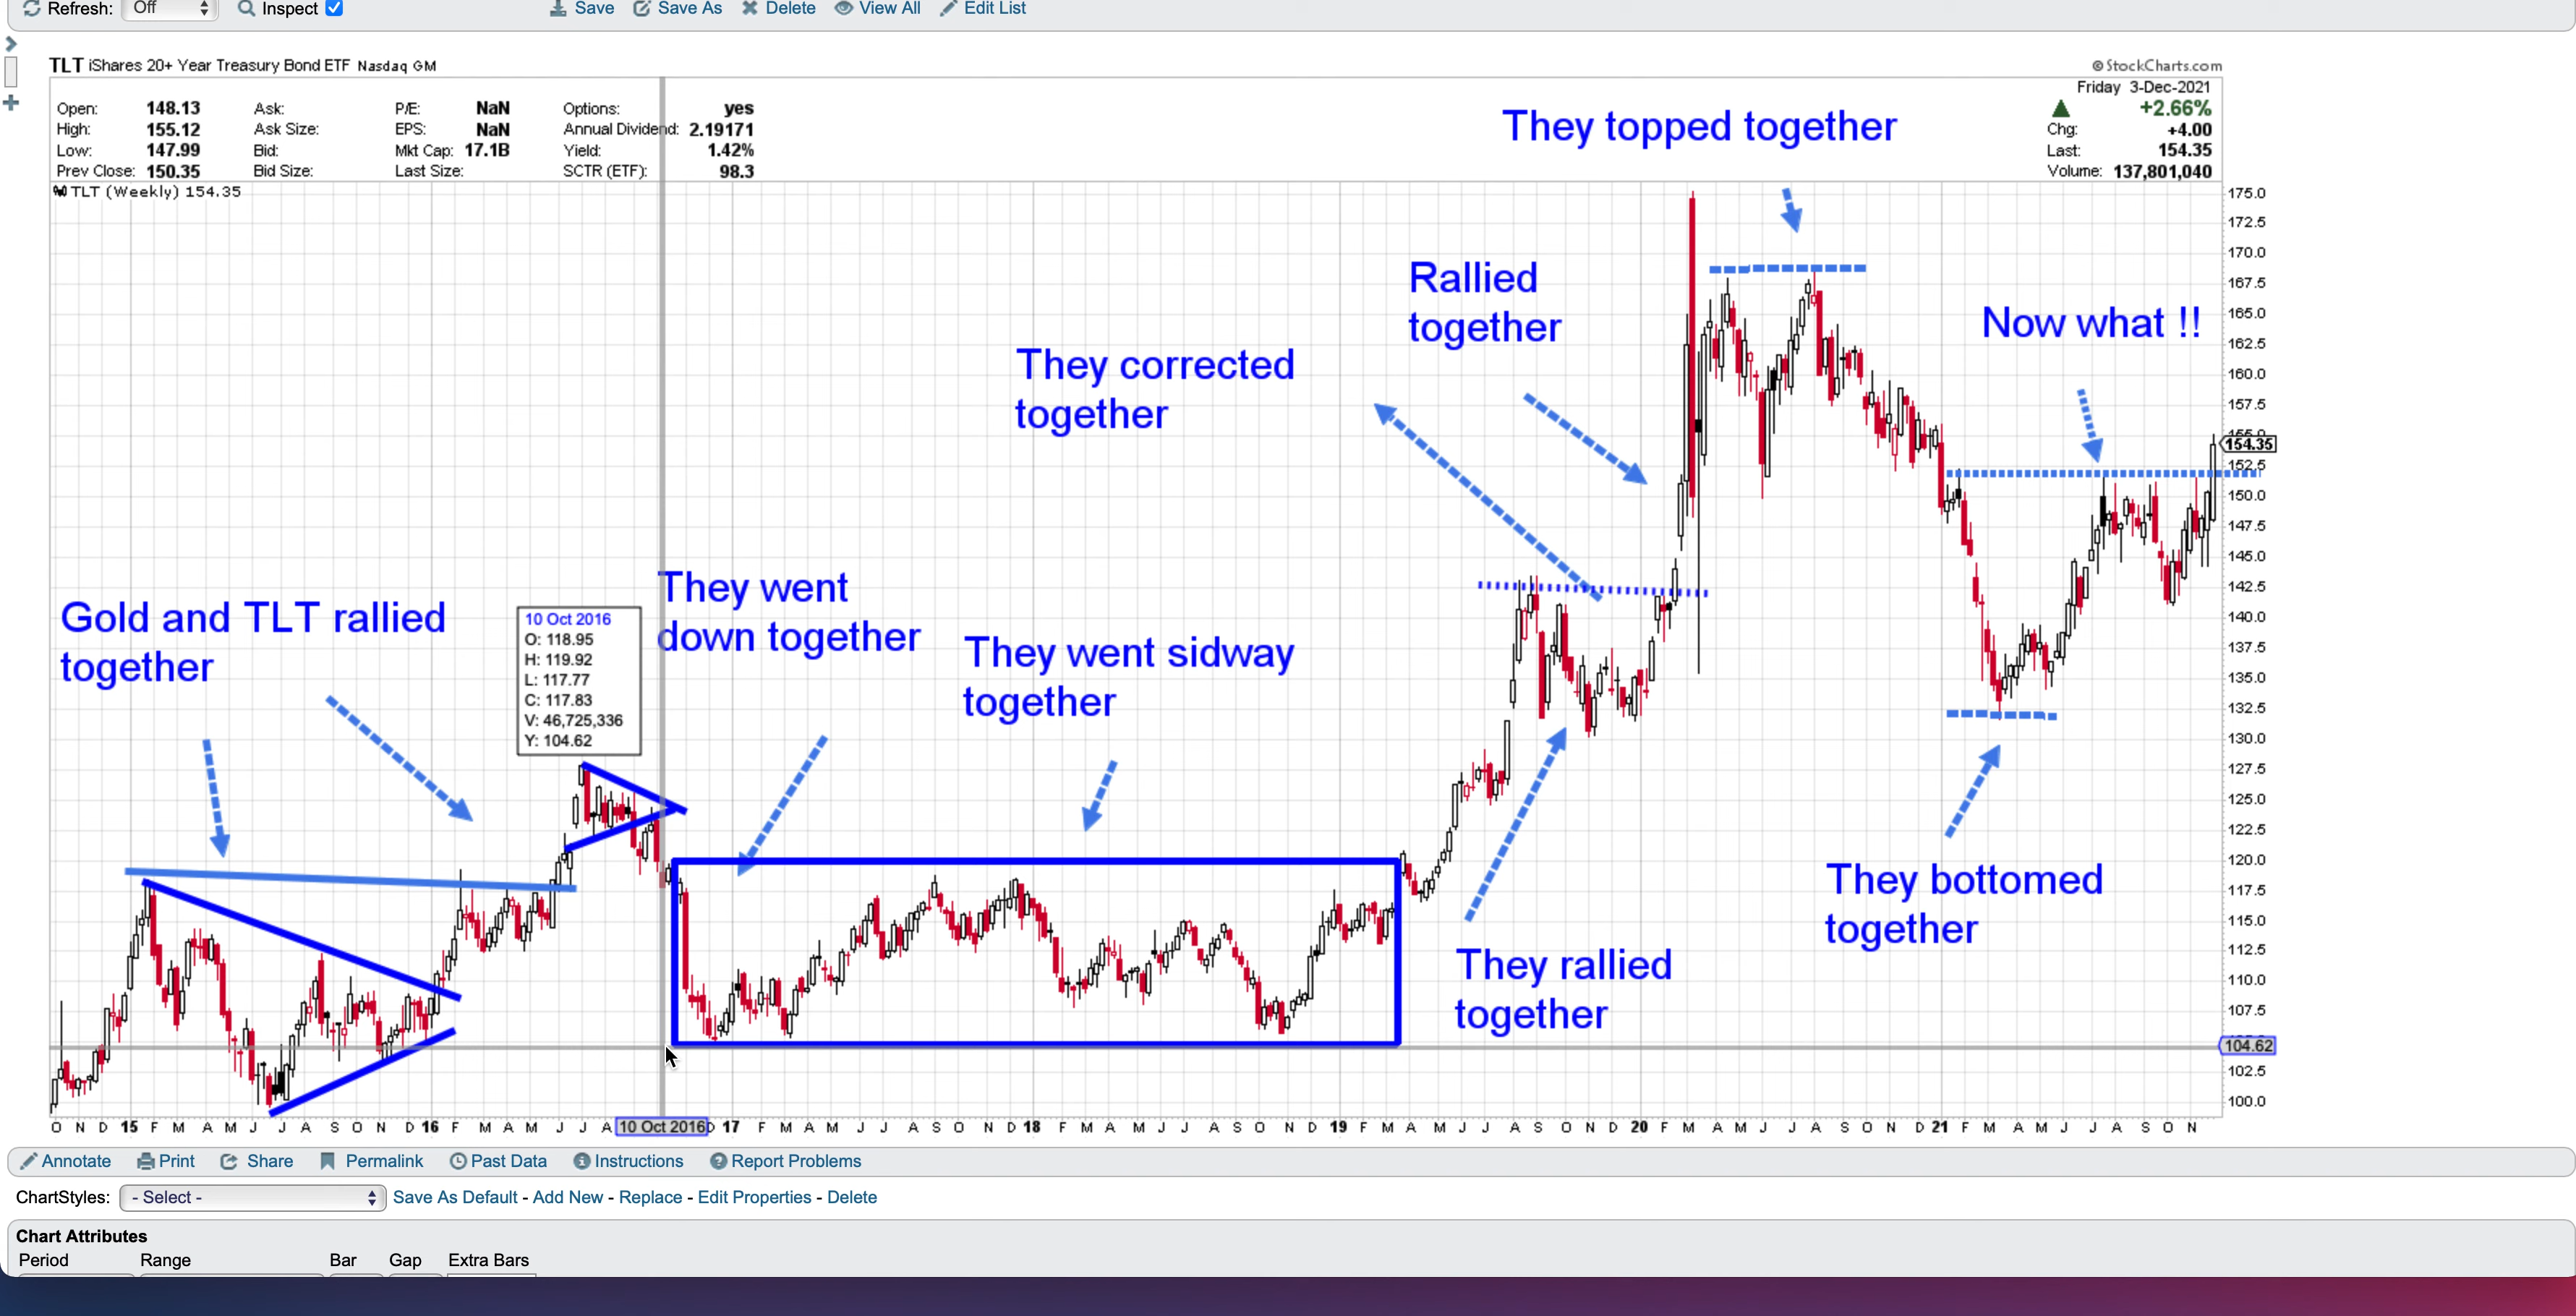 Refresh: Off Inspect Save Save As Delete View All Edit List
TLT iShares 20+ Year Treasury Bond ETF Nasdaq GM
© StockCharts.com
Friday 3-Dec-2021
Open: 148.13 Ask: P/E: NaN Options: yes
+2.66%
High: 155.12 Ask Size: EPS: NaN Annual Dividend: 2.19171
Chg: +4.00
Low: 147.99 Bid: Mkt Cap: 17.1B Yield: 1.42%
Last: 154.35
Prev Close: 150.35 Bid Size: Last Size: SCTR (ETF): 98.3
Volume: 137,801,040
TLT (Weekly) 154.35
They topped together
Rallied
together
Now what !!
They corrected
together
They went
down together
Gold and TLT rallied
together
They went sidway
together
10 Oct 2016
O: 118.95
H: 119.92
L: 117.77
C: 117.83
V: 46,725,336
Y: 104.62
They bottomed
together
They rallied
together
175.0
172.5
170.0
167.5
165.0
162.5
160.0
157.5
155.0
154.35
152.5
150.0
147.5
145.0
142.5
140.0
137.5
135.0
132.5
130.0
127.5
125.0
122.5
120.0
117.5
115.0
112.5
110.0
107.5
104.62
102.5
100.0
O N D 15 F M A M J J A S O N D 16 F M A M J J A 10 Oct 2016 D 17 F M A M J J A S O N D 18 F M A M J J A S O N D 19 F M A M J J A S O N D 20 F M A M J J A S O N D 21 F M A M J J A S O N
Annotate Print Share Permalink Past Data Instructions Report Problems
ChartStyles: - Select - Save As Default - Add New - Replace - Edit Properties - Delete
Chart Attributes
Period Range Bar Gap Extra Bars